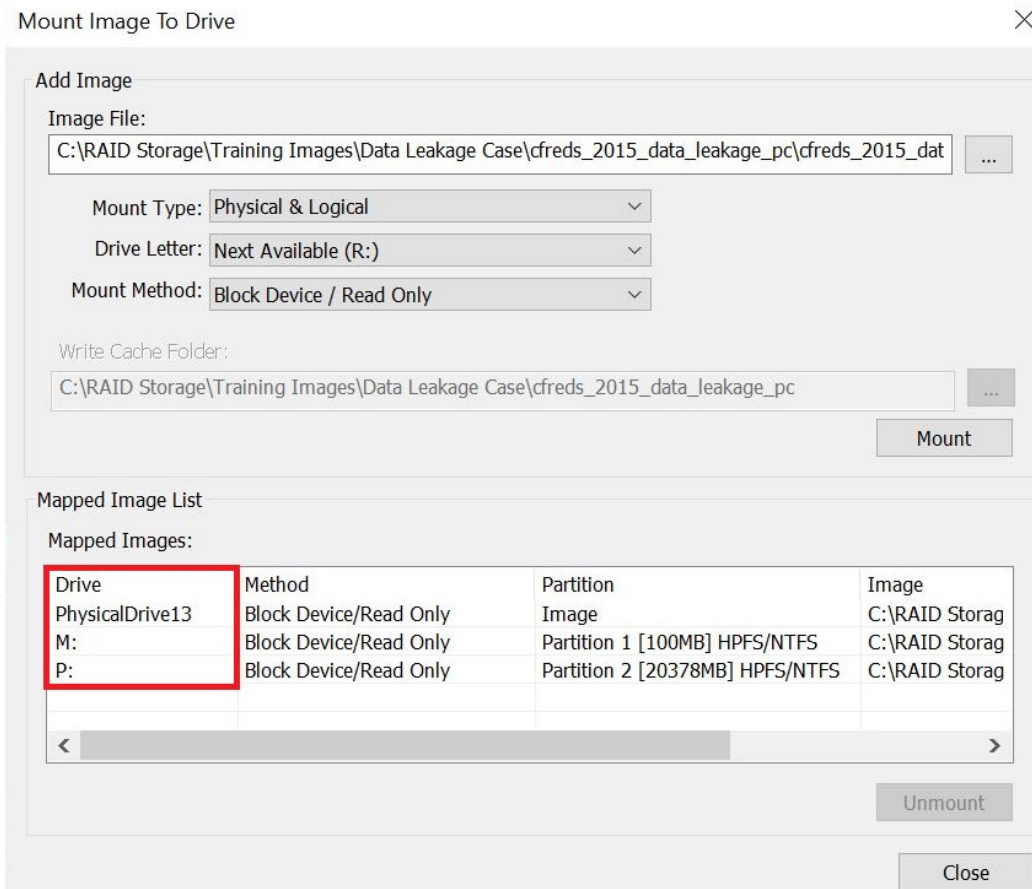 Mount Image To Drive
Add Image
Image File:
C:\RAID Storage\Training Images\Data Leakage Case\cfreds_2015_data_leakage_pc\cfreds_2015_dat ...
Mount Type: Physical & Logical
Drive Letter: Next Available (R:)
Mount Method: Block Device / Read Only
Write Cache Folder:
C:\RAID Storage\Training Images\Data Leakage Case\cfreds_2015_data_leakage_pc ...
Mount
Mapped Image List
Mapped Images:
Drive Method Partition Image
PhysicalDrive13 Block Device/Read Only Image C:\RAID Storag
M: Block Device/Read Only Partition 1 [100MB] HPFS/NTFS C:\RAID Storag
P: Block Device/Read Only Partition 2 [20378MB] HPFS/NTFS C:\RAID Storag
Unmount
Close